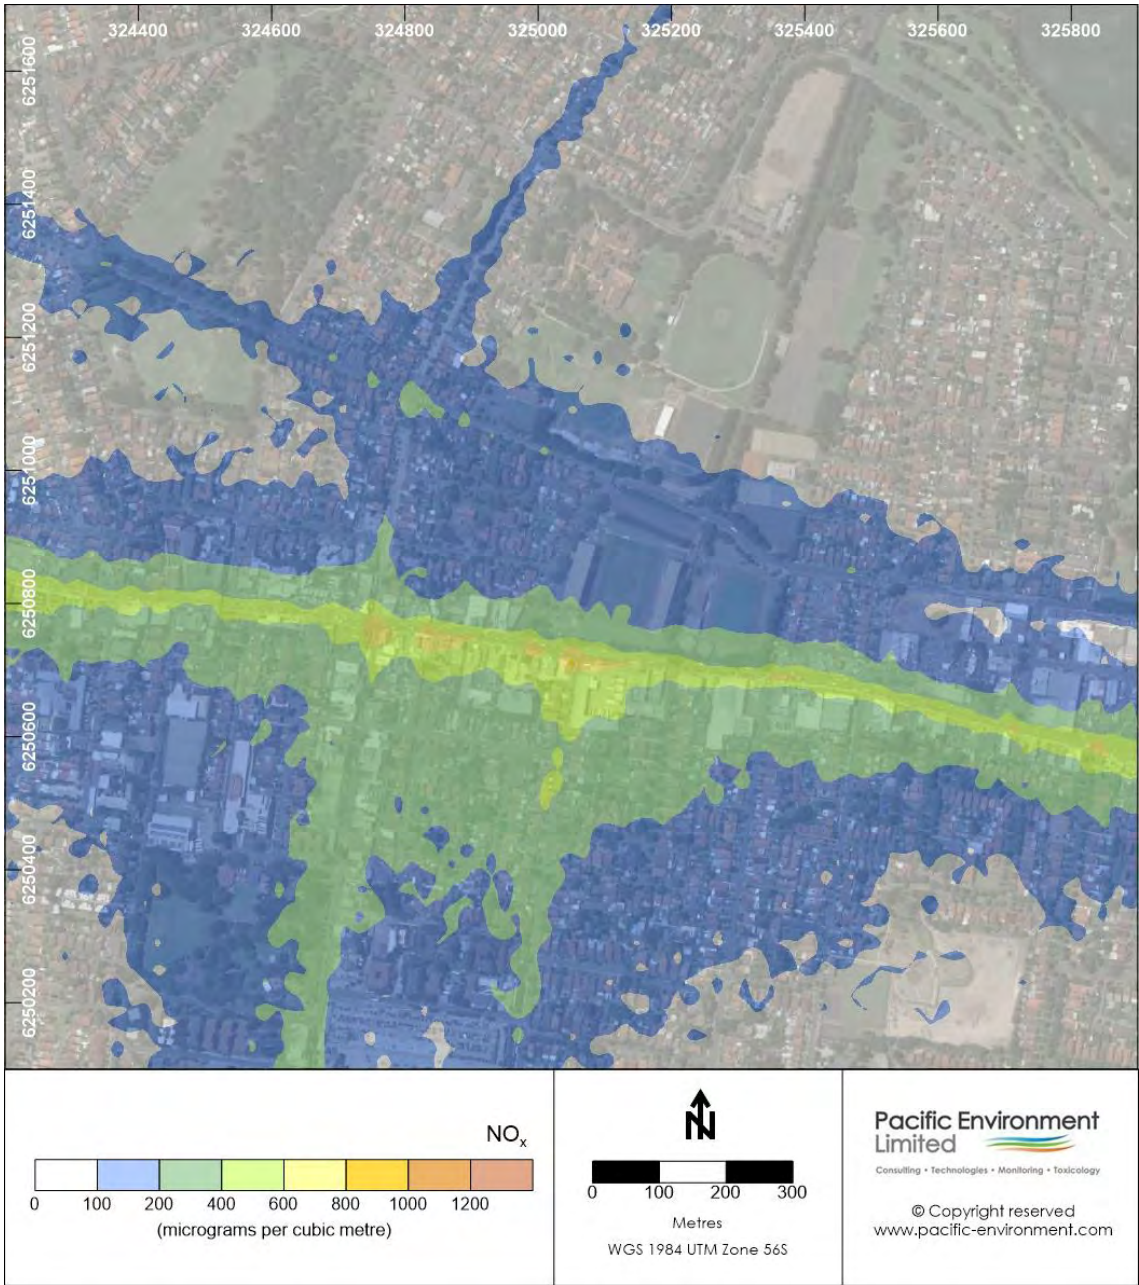 324400 324600 324800 325000 325200 325400 325600 325800
6251600
6251400
6251200
6251000
6250800
6250600
6250400
6250200
NOx
0 100 200 400 600 800 1000 1200
(micrograms per cubic metre)
N
0 100 200 300
Metres
WGS 1984 UTM Zone 56S
Pacific Environment
Limited
Consulting • Technologies • Monitoring • Toxicology
© Copyright reserved
www.pacific-environment.com